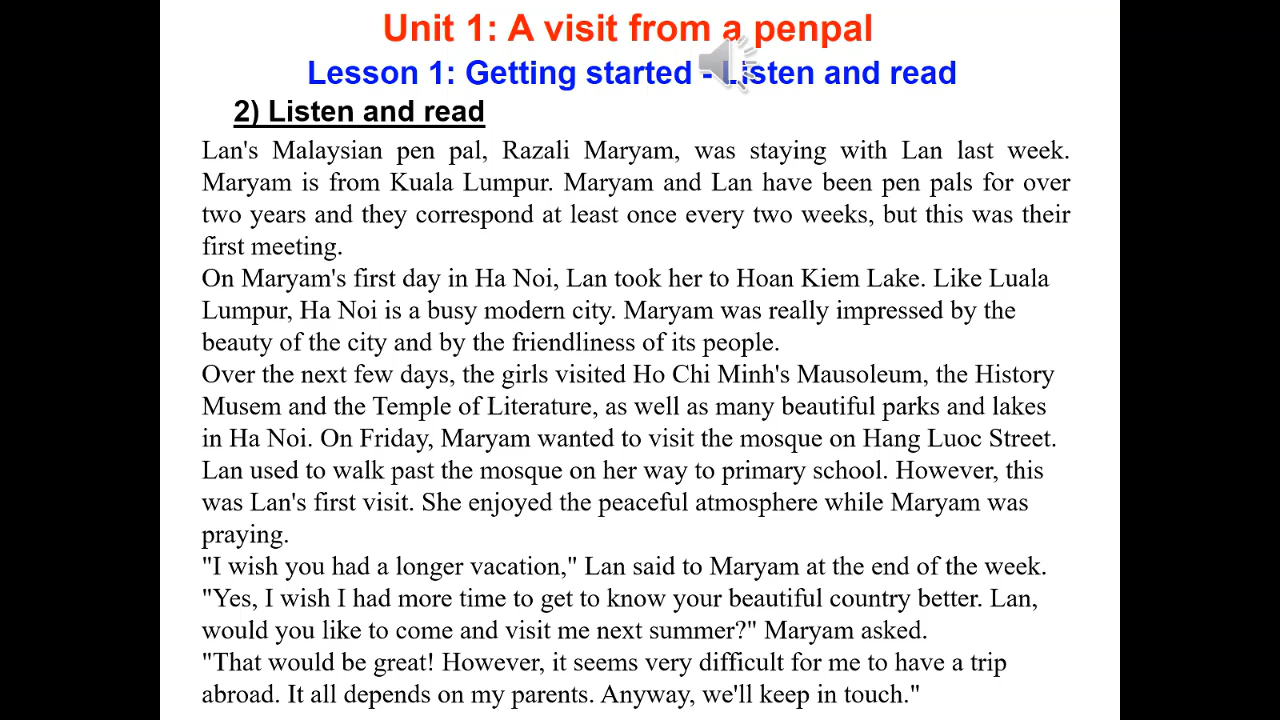 Unit 1: A visit from a penpal
Lesson 1: Getting started - Listen and read
2) Listen and read
Lan's Malaysian pen pal, Razali Maryam, was staying with Lan last week.
Maryam is from Kuala Lumpur. Maryam and Lan have been pen pals for over
two years and they correspond at least once every two weeks, but this was their
first meeting.
On Maryam's first day in Ha Noi, Lan took her to Hoan Kiem Lake. Like Luala
Lumpur, Ha Noi is a busy modern city. Maryam was really impressed by the
beauty of the city and by the friendliness of its people.
Over the next few days, the girls visited Ho Chi Minh's Mausoleum, the History
Musem and the Temple of Literature, as well as many beautiful parks and lakes
in Ha Noi. On Friday, Maryam wanted to visit the mosque on Hang Luoc Street.
Lan used to walk past the mosque on her way to primary school. However, this
was Lan's first visit. She enjoyed the peaceful atmosphere while Maryam was
praying.
"I wish you had a longer vacation," Lan said to Maryam at the end of the week.
"Yes, I wish I had more time to get to know your beautiful country better. Lan,
would you like to come and visit me next summer?" Maryam asked.
"That would be great! However, it seems very difficult for me to have a trip
abroad. It all depends on my parents. Anyway, we'll keep in touch."